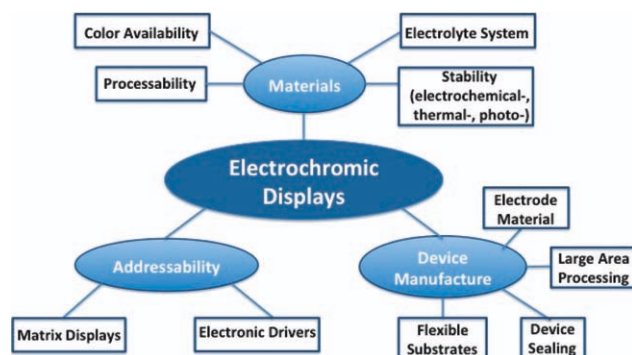 Color Availability
Electrolyte System
Processability
Materials
Stability
(electrochemical-,
thermal-, photo-)
Electrochromic
Displays
Electrode
Material
Addressability
Device
Manufacture
Large Area
Processing
Matrix Displays
Electronic Drivers
Flexible
Substrates
Device
Sealing